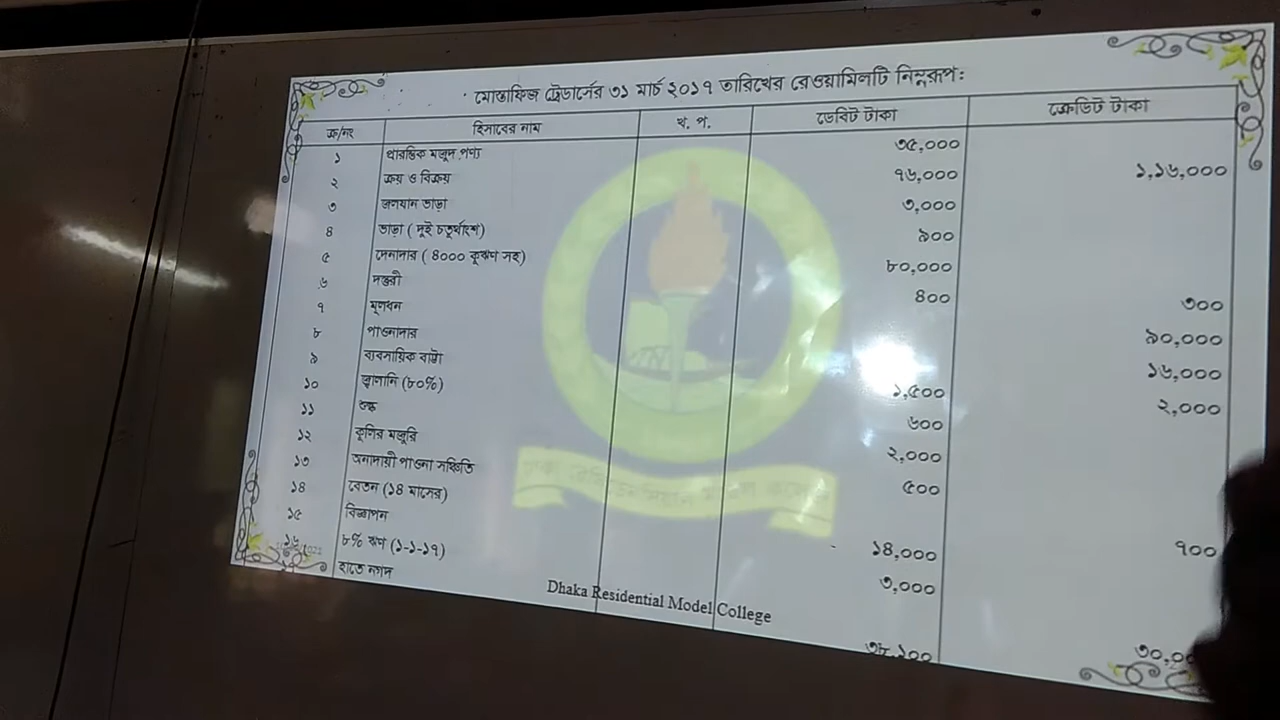 মোস্তাফিজ ট্রেডার্সের ৩১ মার্চ ২০১৭ তারিখের রেওয়ামিলটি নিম্নরূপ:
ক্র/নং হিসাবের নাম খ. প. ডেবিট টাকা ক্রেডিট টাকা
১ প্রারম্ভিক মজুদ পণ্য ৩৫,০০০
২ ক্রয় ও বিক্রয় ৭৬,০০০ ১,১৬,০০০
৩ জলযান ভাড়া ৩,০০০
৪ ভাড়া ( দুই চতুর্থাংশ) ৯০০
৫ দেনাদার ( ৪০০০ কূঋণ সহ) ৮০,০০০
৬ দস্তুরী ৪০০ ৩০০
৭ মূলধন ৯০,০০০
৮ পাওনাদার ১৬,০০০
৯ ব্যবসায়িক বাট্টা ২,০০০
১০ জ্বালানি (৮০%) ১,৫০০
১১ শুল্ক ৬০০
১২ কুলির মজুরি ২,০০০
১৩ অনাদায়ী পাওনা সঞ্চিতি ৫০০ ৭০০
১৪ বেতন (১৪ মাসের) ১৪,০০০
১৫ বিজ্ঞাপন ৩,০০০
১৬ ৮% ঋণ (১-১-১৭)
হাতে নগদ ৩৮,১০০
Dhaka Residential Model College